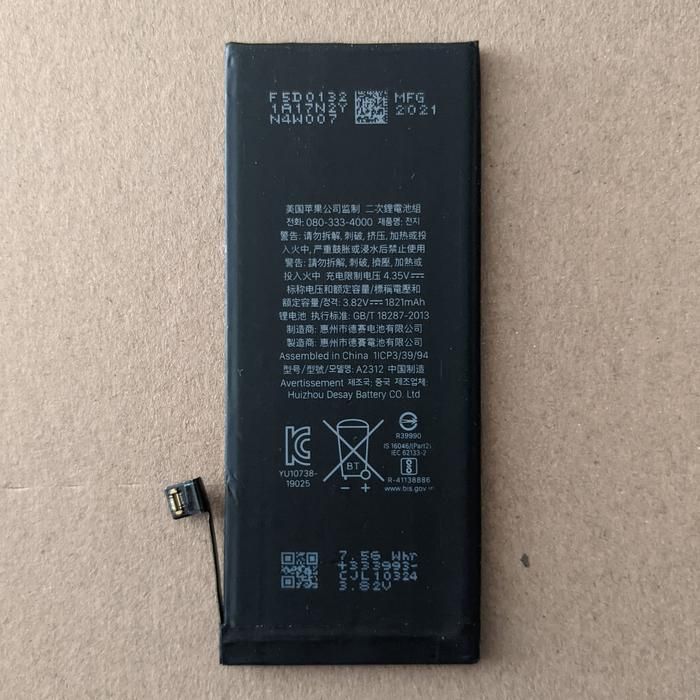 F5D0132
1A17N2Y
N4W007
MFG
2021
美国苹果公司监制 二次鋰電池組
전화: 080-333-4000 제품명: 전지
警告: 请勿拆解, 刺破, 挤压, 加热或投
入火中, 严重鼓胀或浸水后禁止使用
警告: 請勿拆解, 刺破, 擠壓, 加熱或
投入火中 充电限制电压 4.35V⎓
标称电压和额定容量/標稱電壓和
額定容量/정격: 3.82V⎓ 1821mAh
锂电池 执行标准: GB/T 18287-2013
制造商: 惠州市德赛电池有限公司
製造商: 惠州市德賽電池有限公司
Assembled in China 1ICP3/39/94
型号/型號/모델명: A2312 中国制造
Avertissement 제조국: 중국 제조업체:
Huizhou Desay Battery CO. Ltd
YU10738-
19025
BT
− +
R39990
IS 16046/(Part2)
IEC 62133-2
R-41138886
www.bis.gov.in
7.56 Whr
+333993-
CJL10324
3.82V